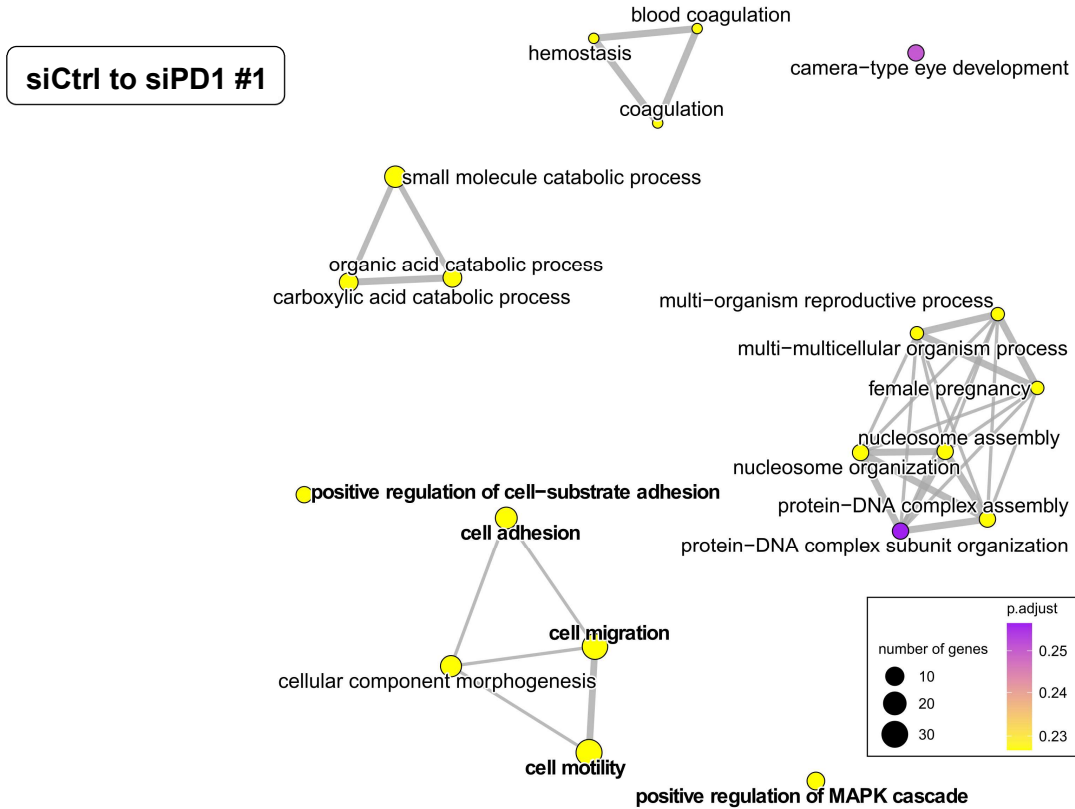 siCtrl to siPD1 #1
blood coagulation
hemostasis
coagulation
camera−type eye development
small molecule catabolic process
organic acid catabolic process
carboxylic acid catabolic process
multi−organism reproductive process
multi−multicellular organism process
female pregnancy
nucleosome assembly
nucleosome organization
protein−DNA complex assembly
protein−DNA complex subunit organization
positive regulation of cell−substrate adhesion
cell adhesion
cell migration
cellular component morphogenesis
cell motility
positive regulation of MAPK cascade
number of genes
10
20
30
p.adjust
0.25
0.24
0.23